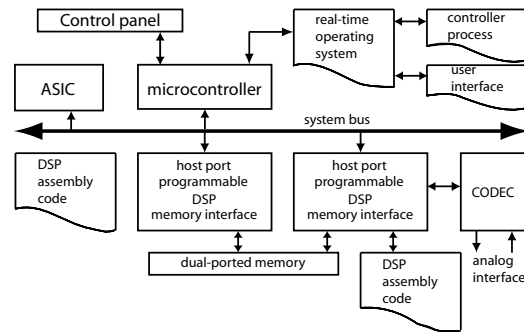 Control panel
real-time
operating
system
controller
process
user
interface
ASIC
microcontroller
system bus
DSP
assembly
code
host port
programmable
DSP
memory interface
host port
programmable
DSP
memory interface
CODEC
dual-ported memory
DSP
assembly
code
analog
interface